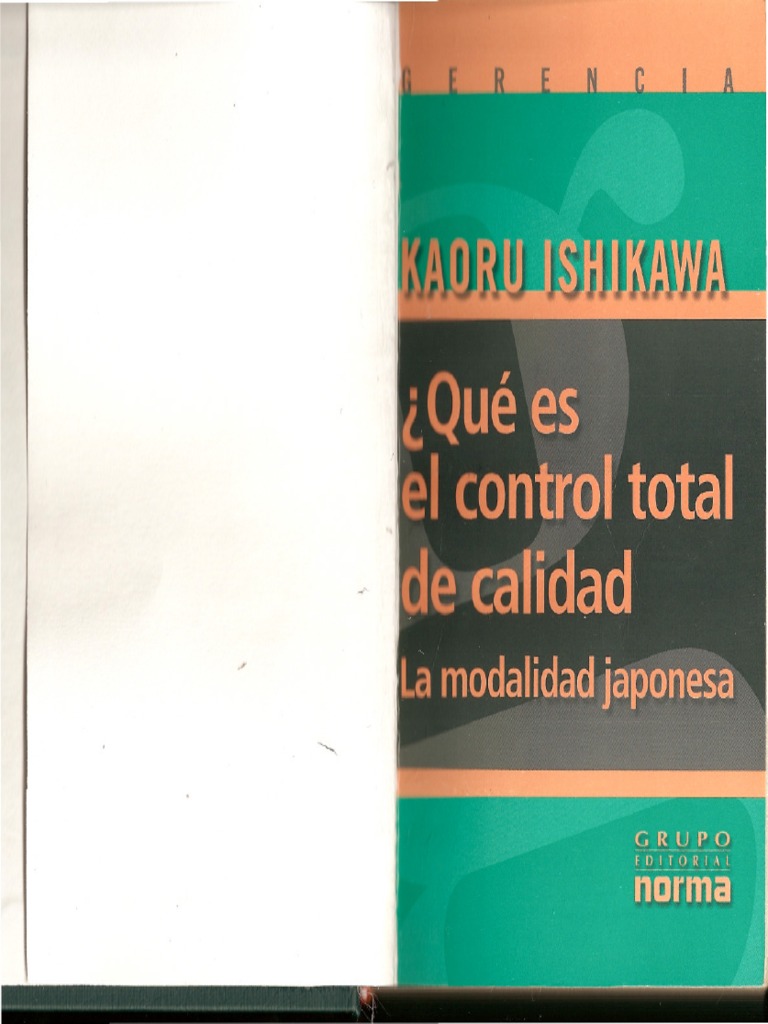 GERENCIA
KAORU ISHIKAWA
¿Qué es
el control total
de calidad
La modalidad japonesa
GRUPO
EDITORIAL
norma